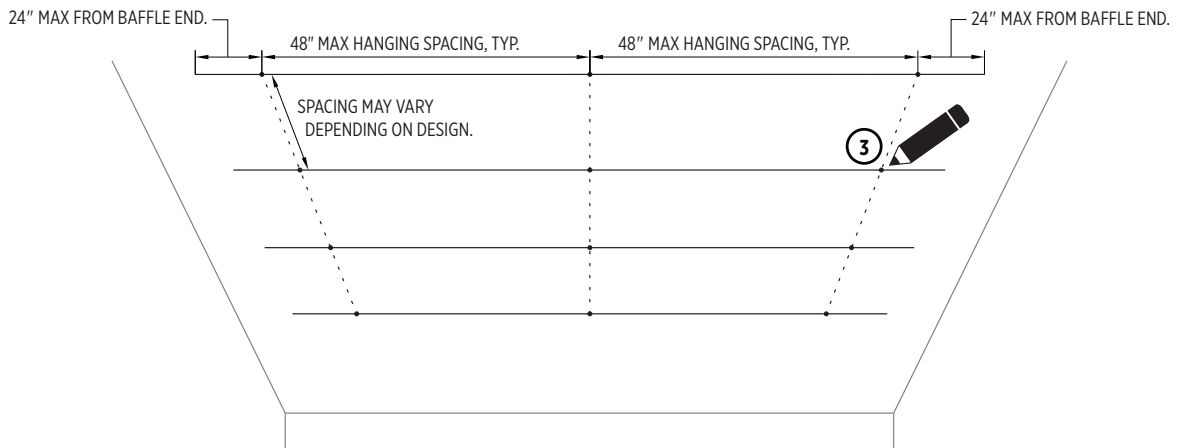 24" MAX FROM BAFFLE END.
48" MAX HANGING SPACING, TYP.
48" MAX HANGING SPACING, TYP.
24" MAX FROM BAFFLE END.
SPACING MAY VARY
DEPENDING ON DESIGN.
3